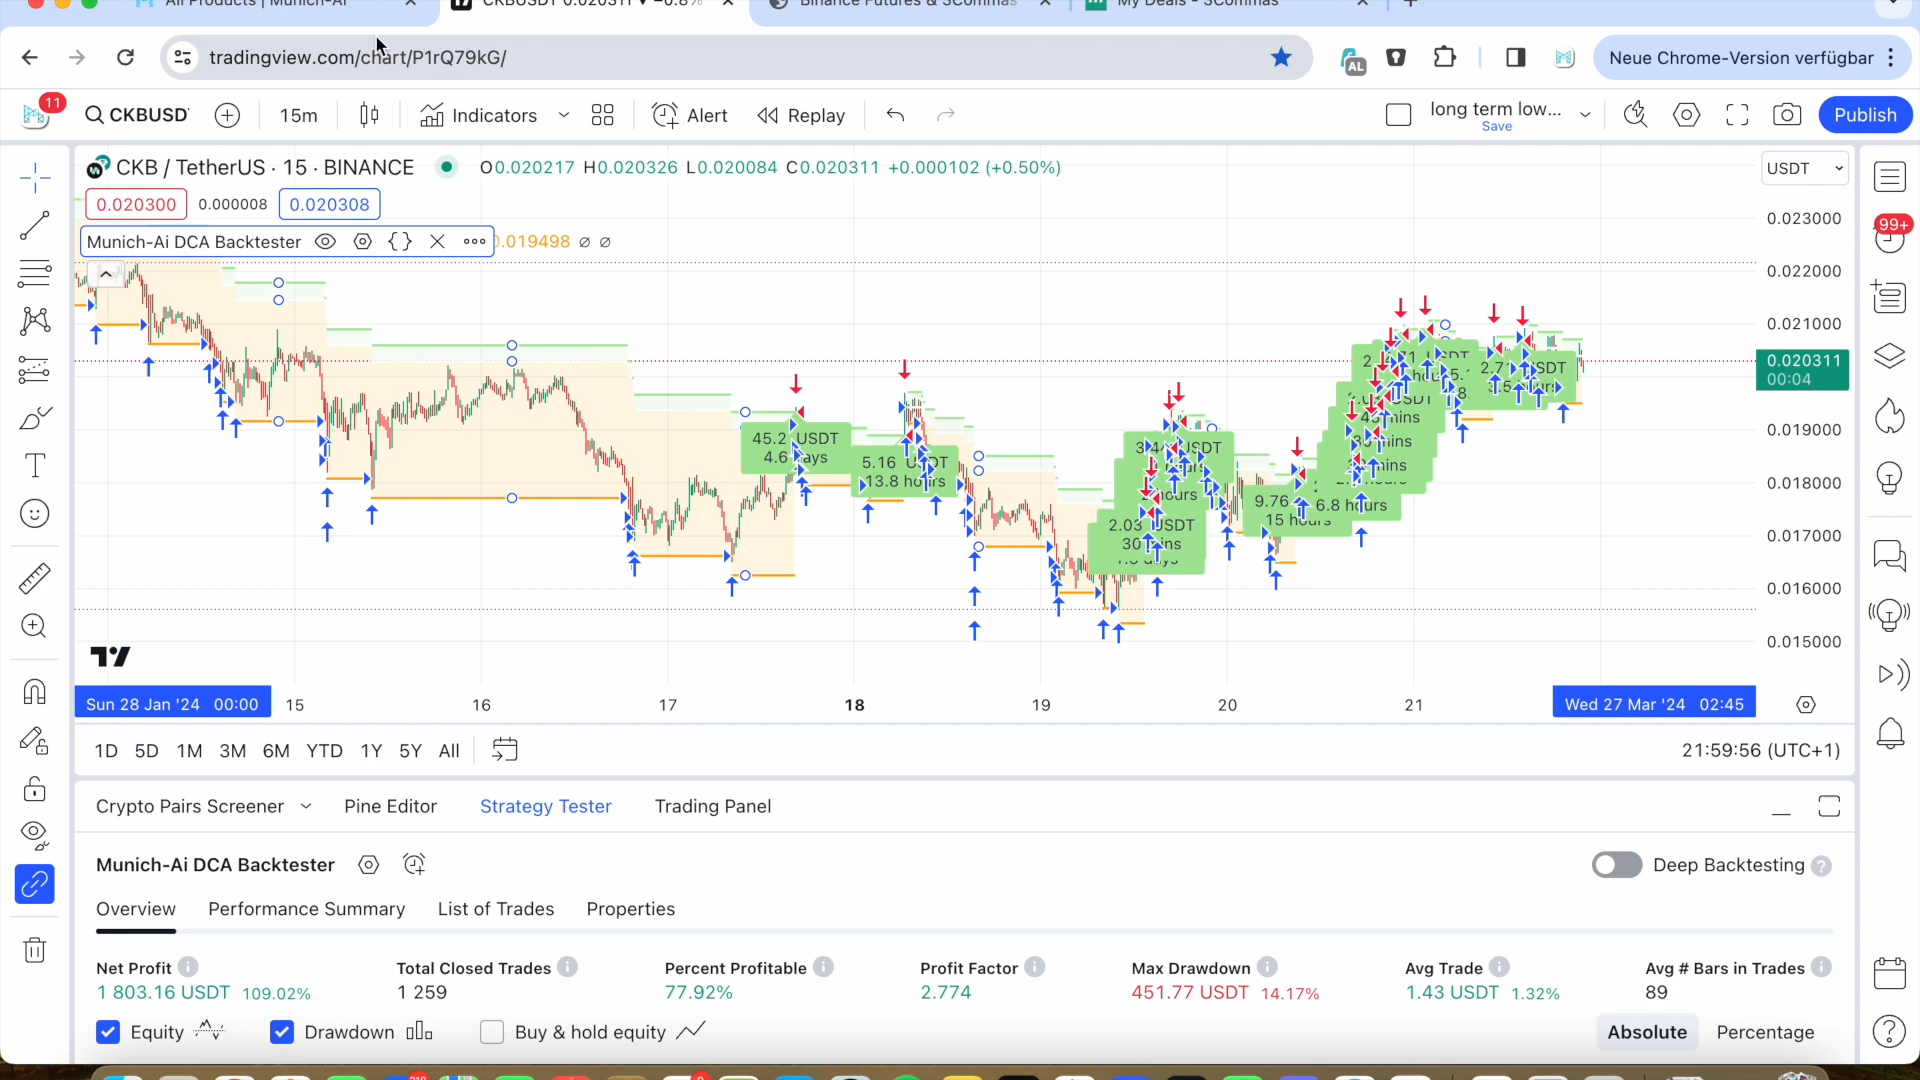 All Products | Munich-Ai
CKBUSDT 0.020311 ▼ −0.8%
Binance Futures & 3Commas
My Deals - 3Commas
tradingview.com/chart/P1rQ79kG/
AL
Neue Chrome-Version verfügbar
11
CKBUSD
15m
Indicators
Alert
Replay
long term low...
Save
Publish
CKB / TetherUS · 15 · BINANCE
O0.020217 H0.020326 L0.020084 C0.020311 +0.000102 (+0.50%)
USDT
0.020300
0.000008
0.020308
Munich-Ai DCA Backtester
0.019498 ∅ ∅
99+
0.023000
0.022000
0.021000
0.020311
00:04
0.019000
0.018000
0.017000
0.016000
0.015000
45.2 USDT
4.6 days
5.16 USDT
13.8 hours
2.03 USDT
30 mins
9.76
15 hours
6.8 hours
Sun 28 Jan '24 00:00
15
16
17
18
19
20
21
Wed 27 Mar '24 02:45
1D
5D
1M
3M
6M
YTD
1Y
5Y
All
21:59:56 (UTC+1)
Crypto Pairs Screener
Pine Editor
Strategy Tester
Trading Panel
Munich-Ai DCA Backtester
Deep Backtesting
Overview
Performance Summary
List of Trades
Properties
Net Profit
Total Closed Trades
Percent Profitable
Profit Factor
Max Drawdown
Avg Trade
Avg # Bars in Trades
1 803.16 USDT 109.02%
1 259
77.92%
2.774
451.77 USDT 14.17%
1.43 USDT 1.32%
89
Equity
Drawdown
Buy & hold equity
Absolute
Percentage